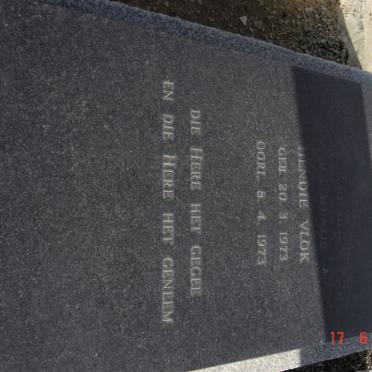 HENDIE VLOK
GEB. 20. 3. 1973
OORL. 8. 4. 1973
DIE HERE HET GEGEE
EN DIE HERE HET GENEEM.
17 6